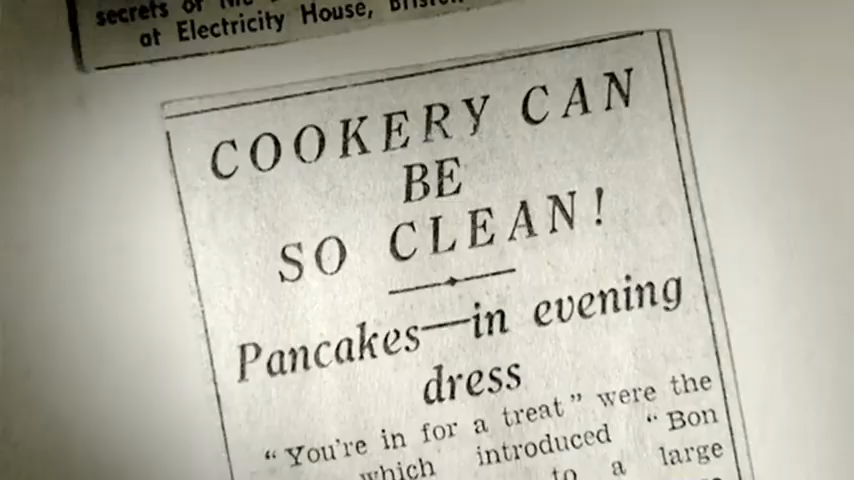 secrets of
at Electricity House,
COOKERY CAN
BE
SO CLEAN!
Pancakes—in evening
dress
“You're in for a treat” were the
which introduced “Bon
to a large